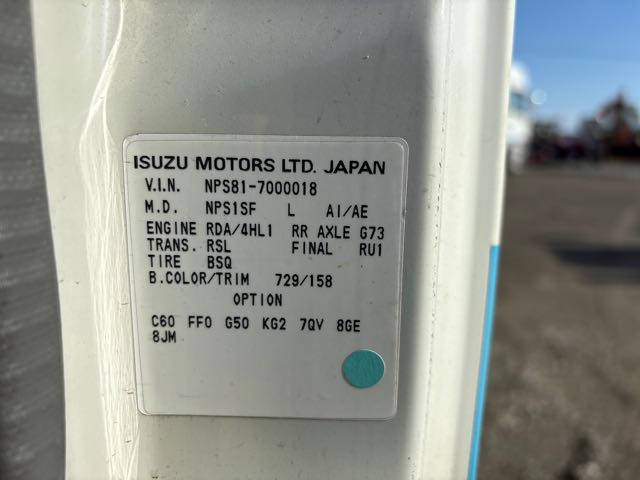 ISUZU MOTORS LTD. JAPAN
V.I.N. NPS81-7000018
M.D. NPS1SF L AI/AE
ENGINE RDA/4HL1 RR AXLE G73
TRANS. RSL FINAL RU1
TIRE BSQ
B.COLOR/TRIM 729/158
OPTION
C60 FF0 G50 KG2 7QV 8GE
8JM